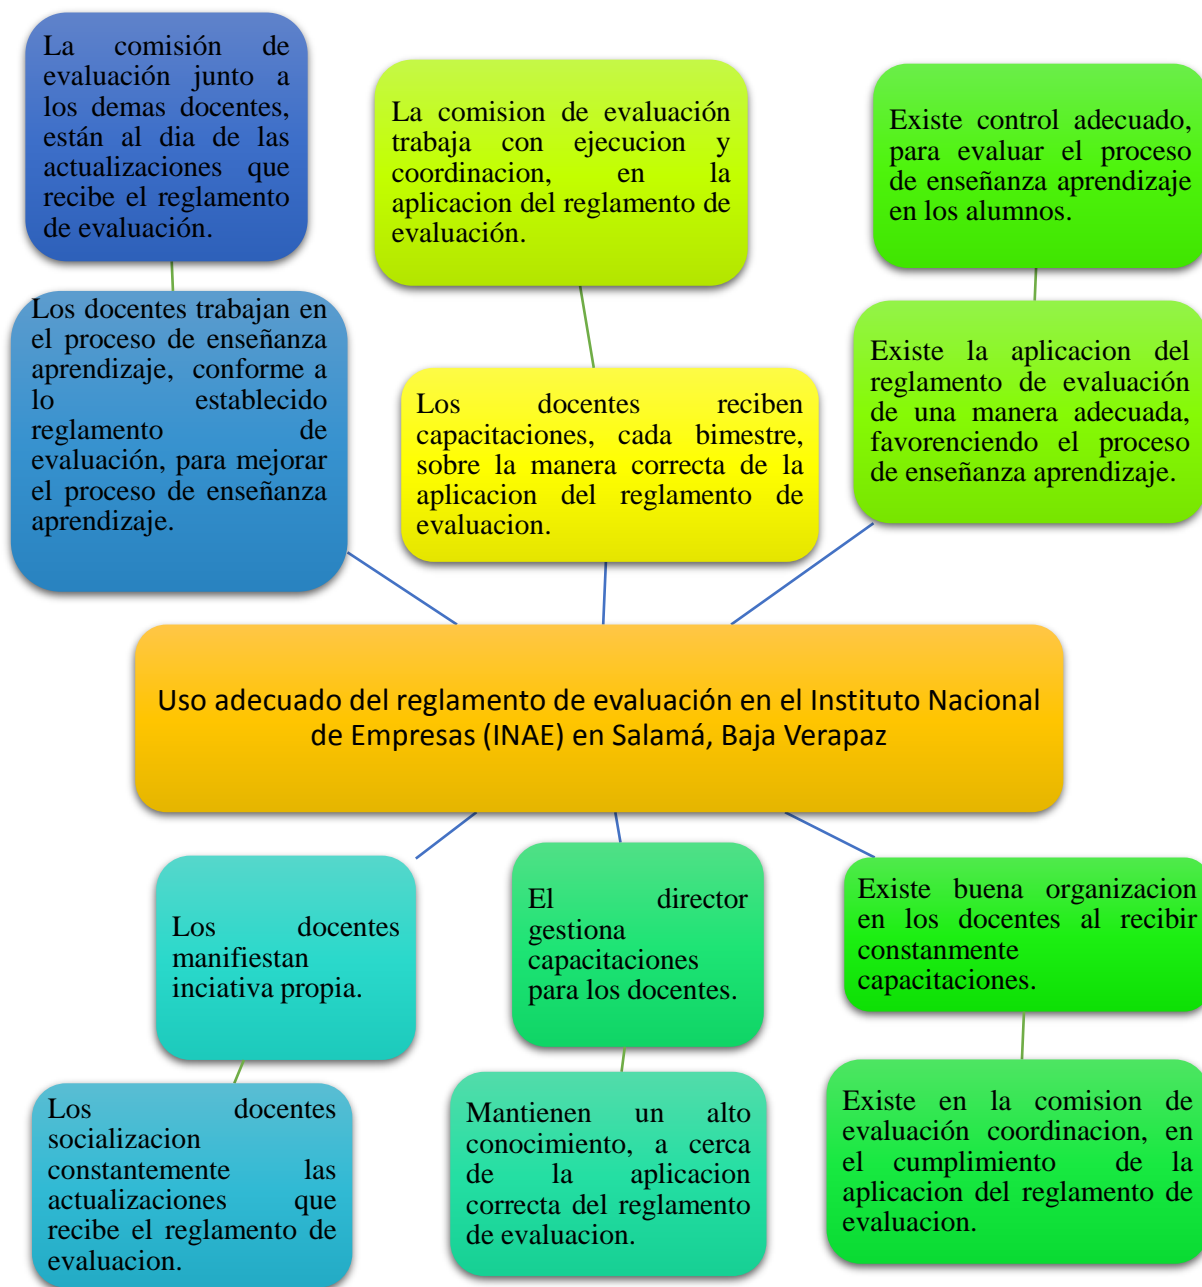 La comisión de
evaluación junto a
los demas docentes,
están al dia de las
actualizaciones que
recibe el reglamento
de evaluación.
La comision de evaluación
trabaja con ejecucion y
coordinacion, en la
aplicacion del reglamento de
evaluación.
Existe control adecuado,
para evaluar el proceso
de enseñanza aprendizaje
en los alumnos.
Los docentes trabajan en
el proceso de enseñanza
aprendizaje, conforme a
lo establecido
reglamento de
evaluación, para mejorar
el proceso de enseñanza
aprendizaje.
Los docentes reciben
capacitaciones, cada bimestre,
sobre la manera correcta de la
aplicacion del reglamento de
evaluacion.
Existe la aplicacion del
reglamento de evaluación
de una manera adecuada,
favorenciendo el proceso
de enseñanza aprendizaje.
Uso adecuado del reglamento de evaluación en el Instituto Nacional
de Empresas (INAE) en Salamá, Baja Verapaz
Los docentes
manifiestan
inciativa propia.
El director
gestiona
capacitaciones
para los docentes.
Existe buena organizacion
en los docentes al recibir
constanmente
capacitaciones.
Los docentes
socializacion
constantemente las
actualizaciones que
recibe el reglamento de
evaluacion.
Mantienen un alto
conocimiento, a cerca
de la aplicacion
correcta del reglamento
de evaluacion.
Existe en la comision de
evaluación coordinacion, en
el cumplimiento de la
aplicacion del reglamento de
evaluacion.